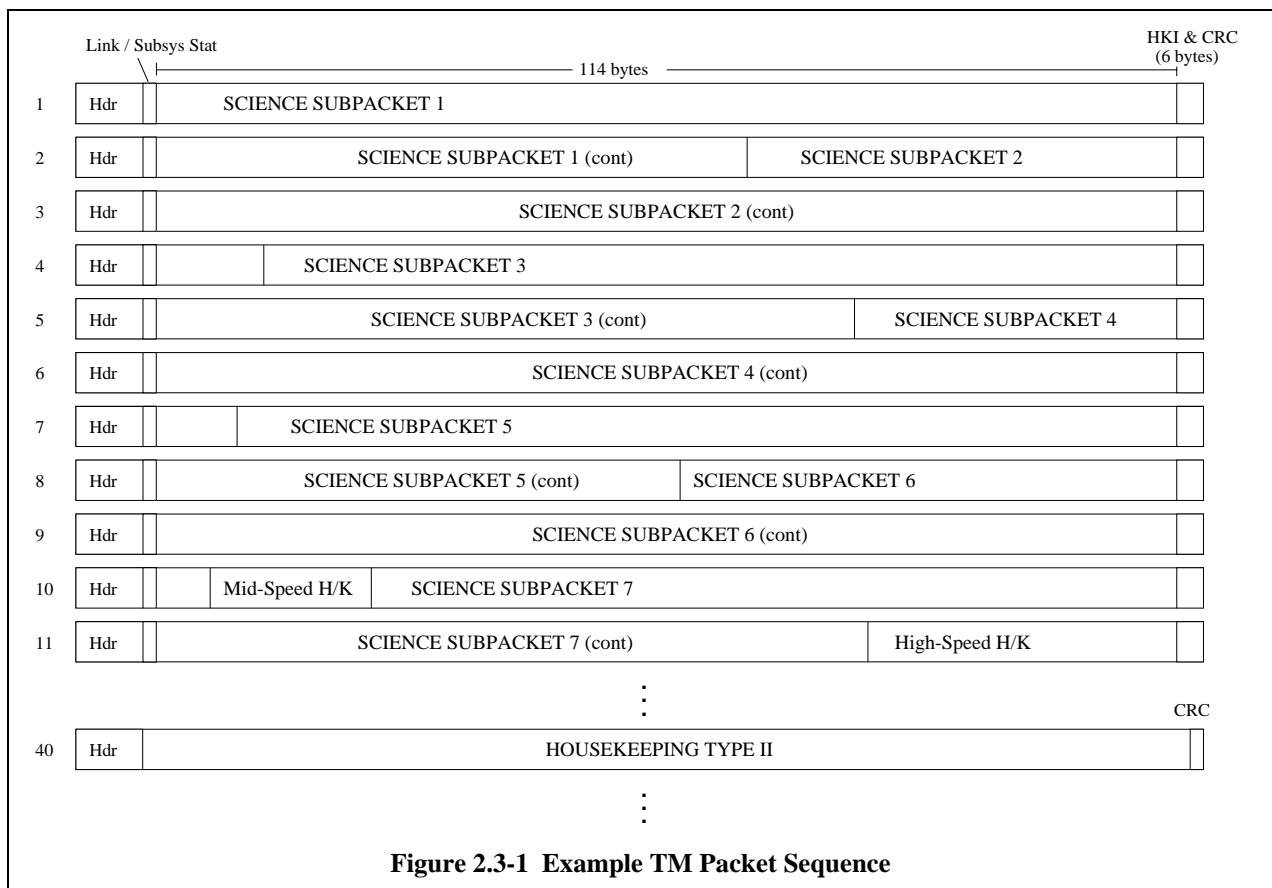 Link / Subsys Stat
HKI & CRC
(6 bytes)
114 bytes
1 Hdr SCIENCE SUBPACKET 1
2 Hdr SCIENCE SUBPACKET 1 (cont) SCIENCE SUBPACKET 2
3 Hdr SCIENCE SUBPACKET 2 (cont)
4 Hdr SCIENCE SUBPACKET 3
5 Hdr SCIENCE SUBPACKET 3 (cont) SCIENCE SUBPACKET 4
6 Hdr SCIENCE SUBPACKET 4 (cont)
7 Hdr SCIENCE SUBPACKET 5
8 Hdr SCIENCE SUBPACKET 5 (cont) SCIENCE SUBPACKET 6
9 Hdr SCIENCE SUBPACKET 6 (cont)
10 Hdr Mid-Speed H/K SCIENCE SUBPACKET 7
11 Hdr SCIENCE SUBPACKET 7 (cont) High-Speed H/K
CRC
40 Hdr HOUSEKEEPING TYPE II
Figure 2.3-1 Example TM Packet Sequence